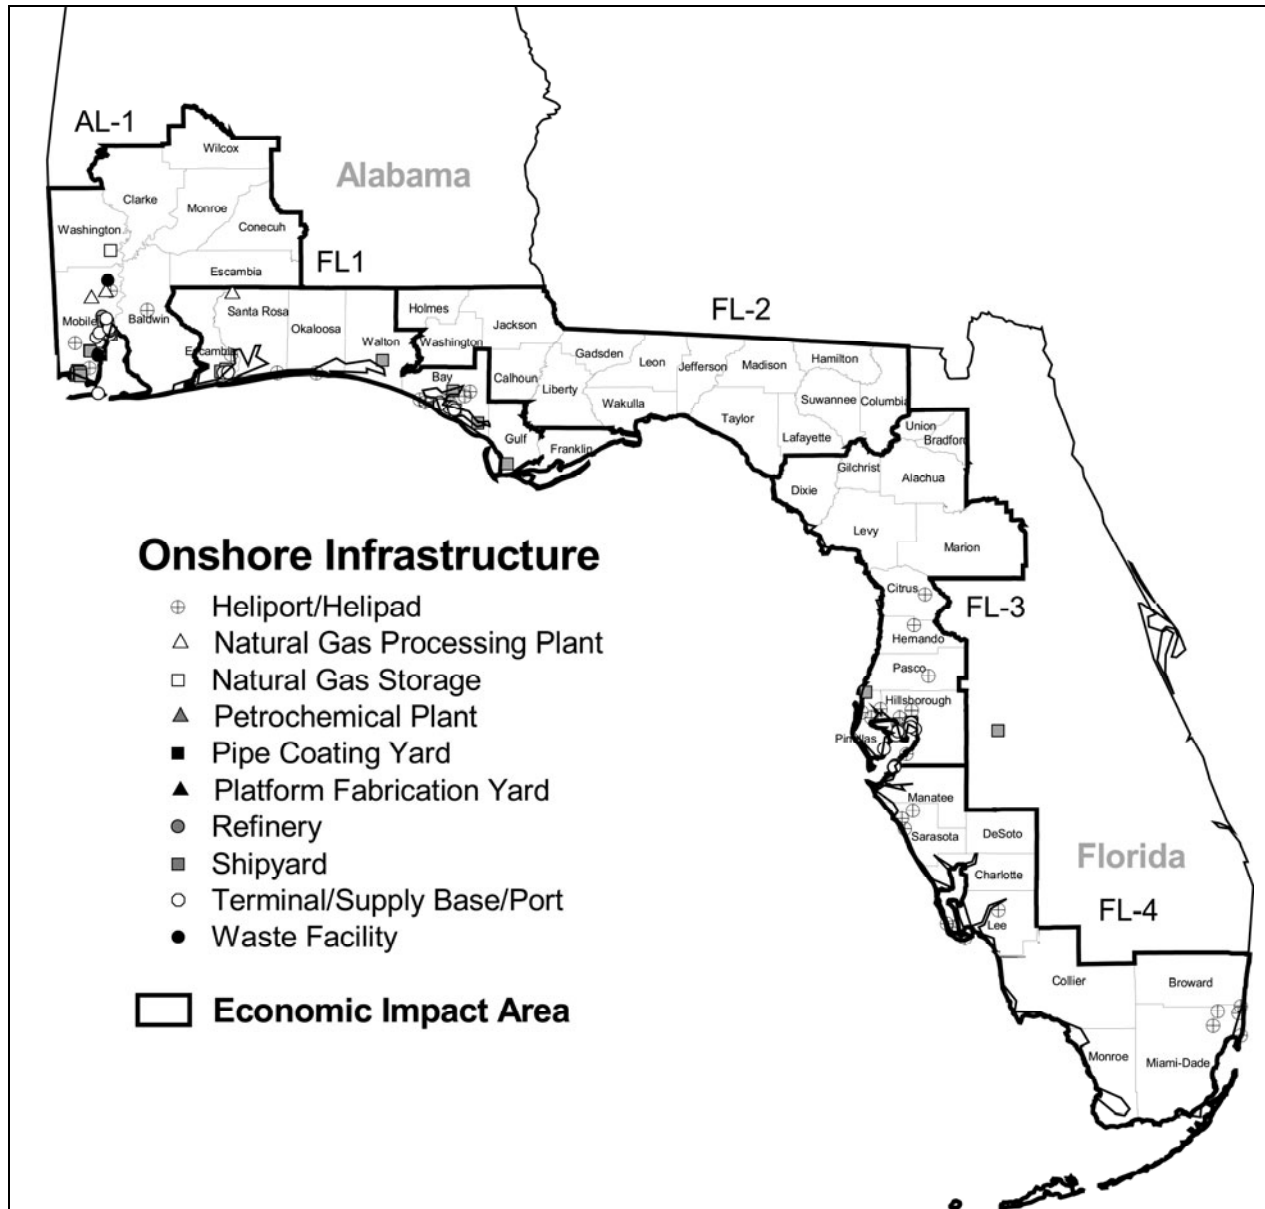 AL-1
Wilcox
Alabama
Clarke
Monroe
Washington
Conecuh
FL1
Escambia
Mobile
Baldwin
Santa Rosa
Holmes
FL-2
Okaloosa
Jackson
Walton
Washington
Escambia
Gadsden
Leon
Jefferson
Madison
Hamilton
Bay
Calhoun
Liberty
Wakulla
Suwannee
Columbia
Taylor
Lafayette
Union
Bradford
Gulf
Franklin
Gilchrist
Alachua
Dixie
Levy
Marion
Onshore Infrastructure
Heliport/Helipad
Natural Gas Processing Plant
Natural Gas Storage
Petrochemical Plant
Pipe Coating Yard
Platform Fabrication Yard
Refinery
Shipyard
Terminal/Supply Base/Port
Waste Facility
Economic Impact Area
Citrus
FL-3
Hernando
Pasco
Hillsborough
Pinellas
Manatee
Sarasota
DeSoto
Florida
Charlotte
FL-4
Lee
Collier
Broward
Monroe
Miami-Dade